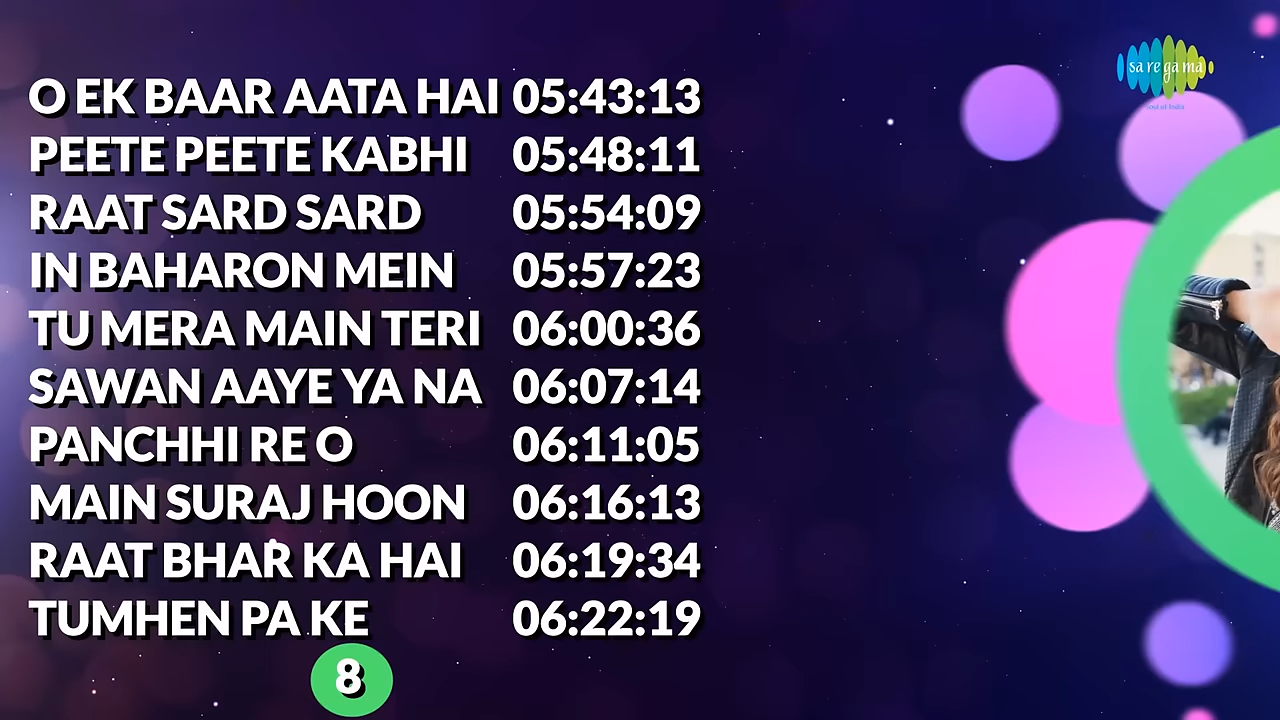 sa re ga ma
Soul of India
O EK BAAR AATA HAI 05:43:13
PEETE PEETE KABHI 05:48:11
RAAT SARD SARD 05:54:09
IN BAHARON MEIN 05:57:23
TU MERA MAIN TERI 06:00:36
SAWAN AAYE YA NA 06:07:14
PANCHHI RE O 06:11:05
MAIN SURAJ HOON 06:16:13
RAAT BHAR KA HAI 06:19:34
TUMHEN PA KE 06:22:19
8